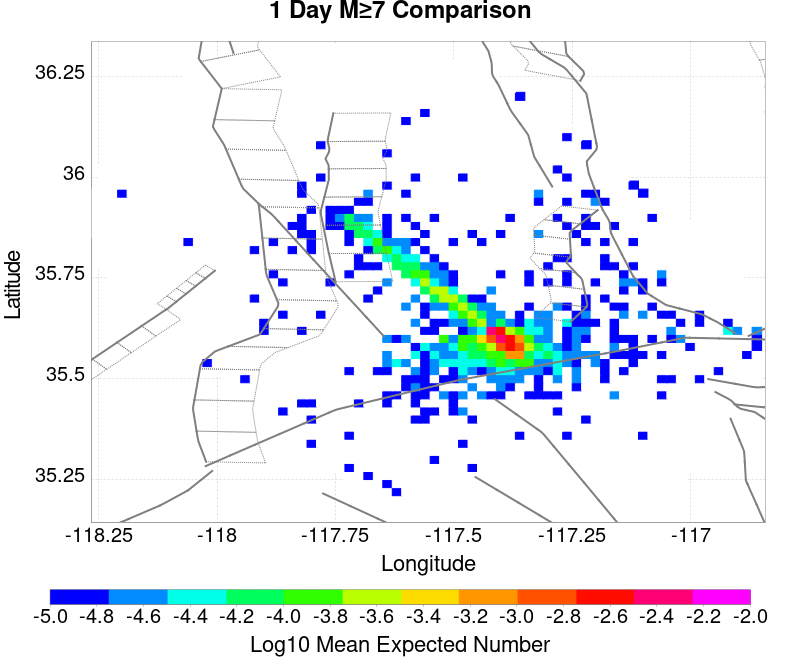 1 Day M≥7 Comparison
36.25
36
35.75
35.5
35.25
Latitude
-118.25 -118 -117.75 -117.5 -117.25 -117
Longitude
-5.0 -4.8 -4.6 -4.4 -4.2 -4.0 -3.8 -3.6 -3.4 -3.2 -3.0 -2.8 -2.6 -2.4 -2.2 -2.0
Log10 Mean Expected Number